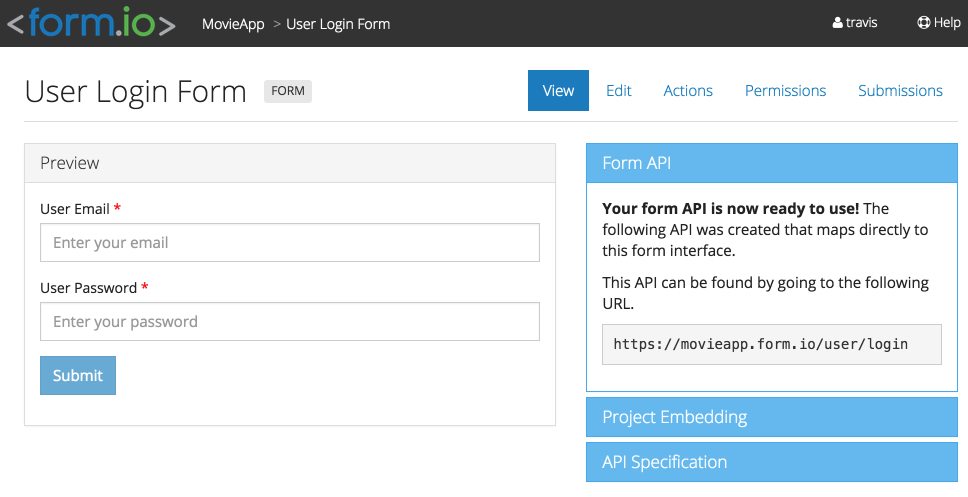 <form.io>
MovieApp > User Login Form
travis
Help
User Login Form
FORM
View
Edit
Actions
Permissions
Submissions
Preview
User Email *
Enter your email
User Password *
Enter your password
Submit
Form API
Your form API is now ready to use! The
following API was created that maps directly to
this form interface.
This API can be found by going to the following
URL.
https://movieapp.form.io/user/login
Project Embedding
API Specification